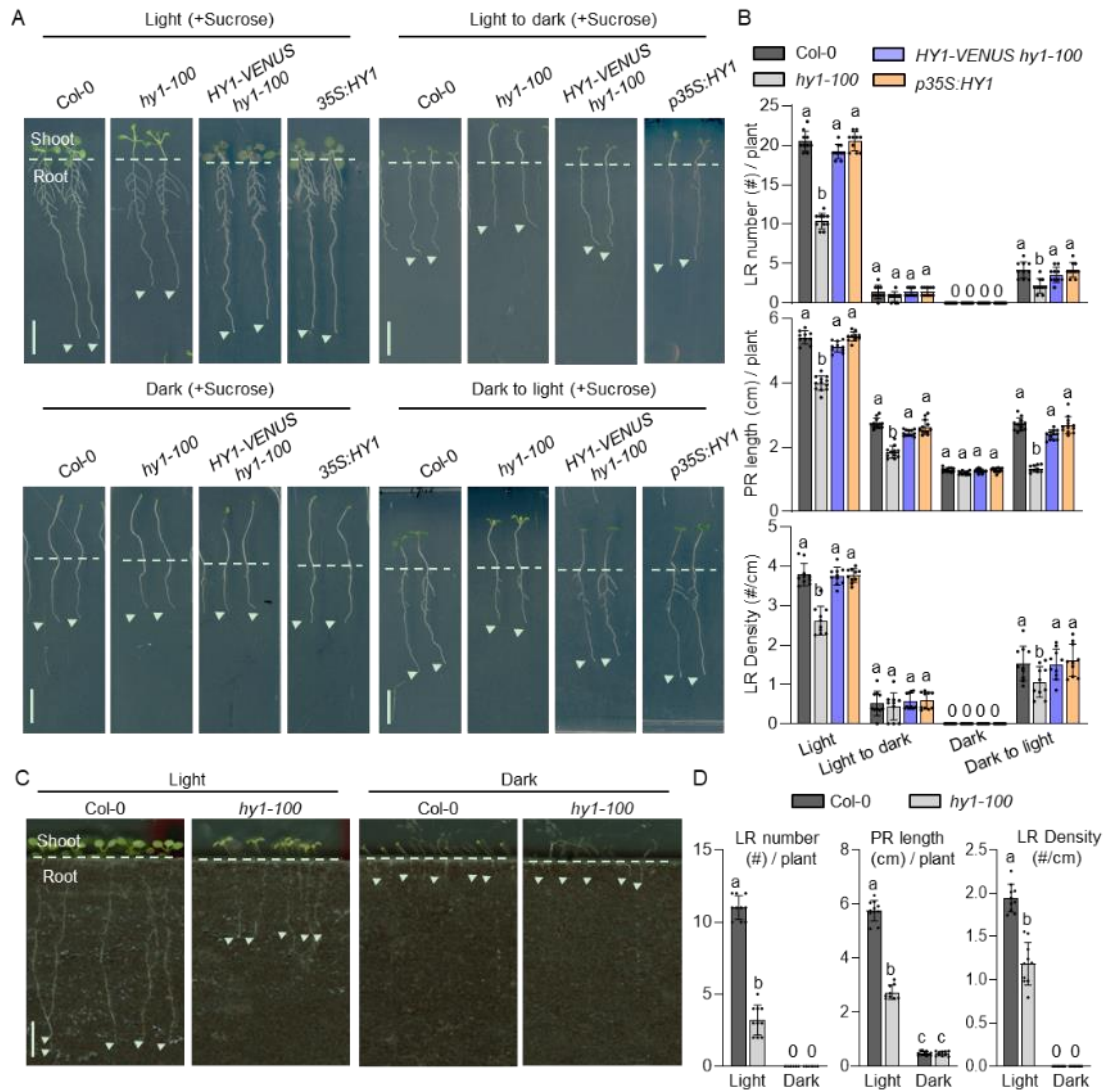 A
Light (+Sucrose)
Light to dark (+Sucrose)
Col-0
hy1-100
HY1-VENUS
hy1-100
35S:HY1
Col-0
hy1-100
HY1-VENUS
hy1-100
p35S:HY1
Shoot
Root
Dark (+Sucrose)
Dark to light (+Sucrose)
Col-0
hy1-100
HY1-VENUS
hy1-100
35S:HY1
Col-0
hy1-100
HY1-VENUS
hy1-100
p35S:HY1
B
Col-0
HY1-VENUS hy1-100
hy1-100
p35S:HY1
LR number (#) / plant
25
20
15
10
5
0
a b a a
a a a a
0 0 0 0
a b a a
PR length (cm) / plant
6
4
2
0
a b a a
a b a a
a a a a
a b a a
LR Density (#/cm)
5
4
3
2
1
0
a b a a
a a a a
0 0 0 0
a b a a
Light
Light to dark
Dark
Dark to light
C
Light
Dark
Col-0
hy1-100
Col-0
hy1-100
Shoot
Root
D
Col-0
hy1-100
LR number
(#) / plant
15
10
5
0
a b 0 0
Light Dark
PR length
(cm) / plant
8
6
4
2
0
a b c c
Light Dark
LR Density
(#/cm)
2.5
2.0
1.5
1.0
0.5
0.0
a b 0 0
Light Dark